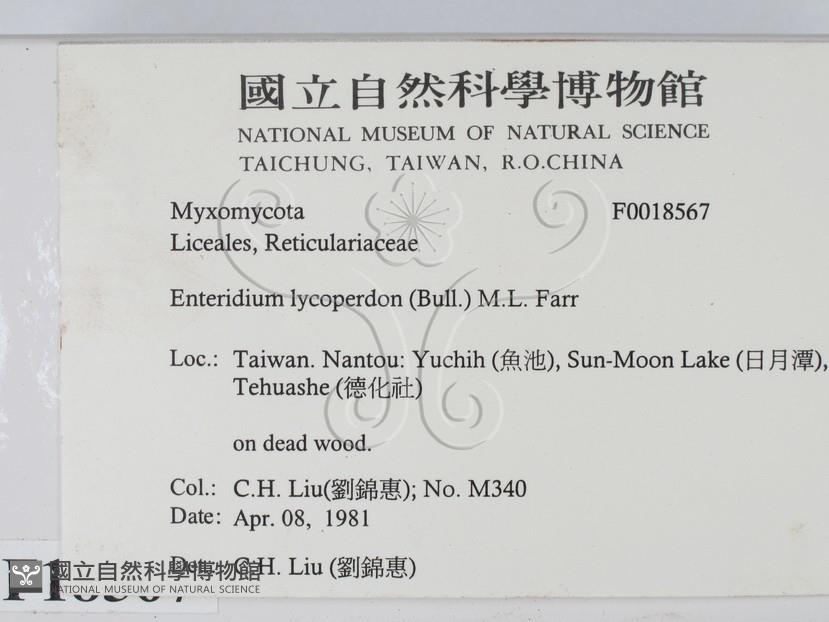 國立自然科學博物館
NATIONAL MUSEUM OF NATURAL SCIENCE
TAICHUNG, TAIWAN, R.O.CHINA
Myxomycota F0018567
Liceales, Reticulariaceae
Enteridium lycoperdon (Bull.) M.L. Farr
Loc.: Taiwan. Nantou: Yuchih (魚池), Sun-Moon Lake (日月潭),
Tehuashe (德化社)
on dead wood.
Col.: C.H. Liu(劉錦惠); No. M340
Date: Apr. 08, 1981
Det.: C.H. Liu (劉錦惠)
國立自然科學博物館
NATIONAL MUSEUM OF NATURAL SCIENCE